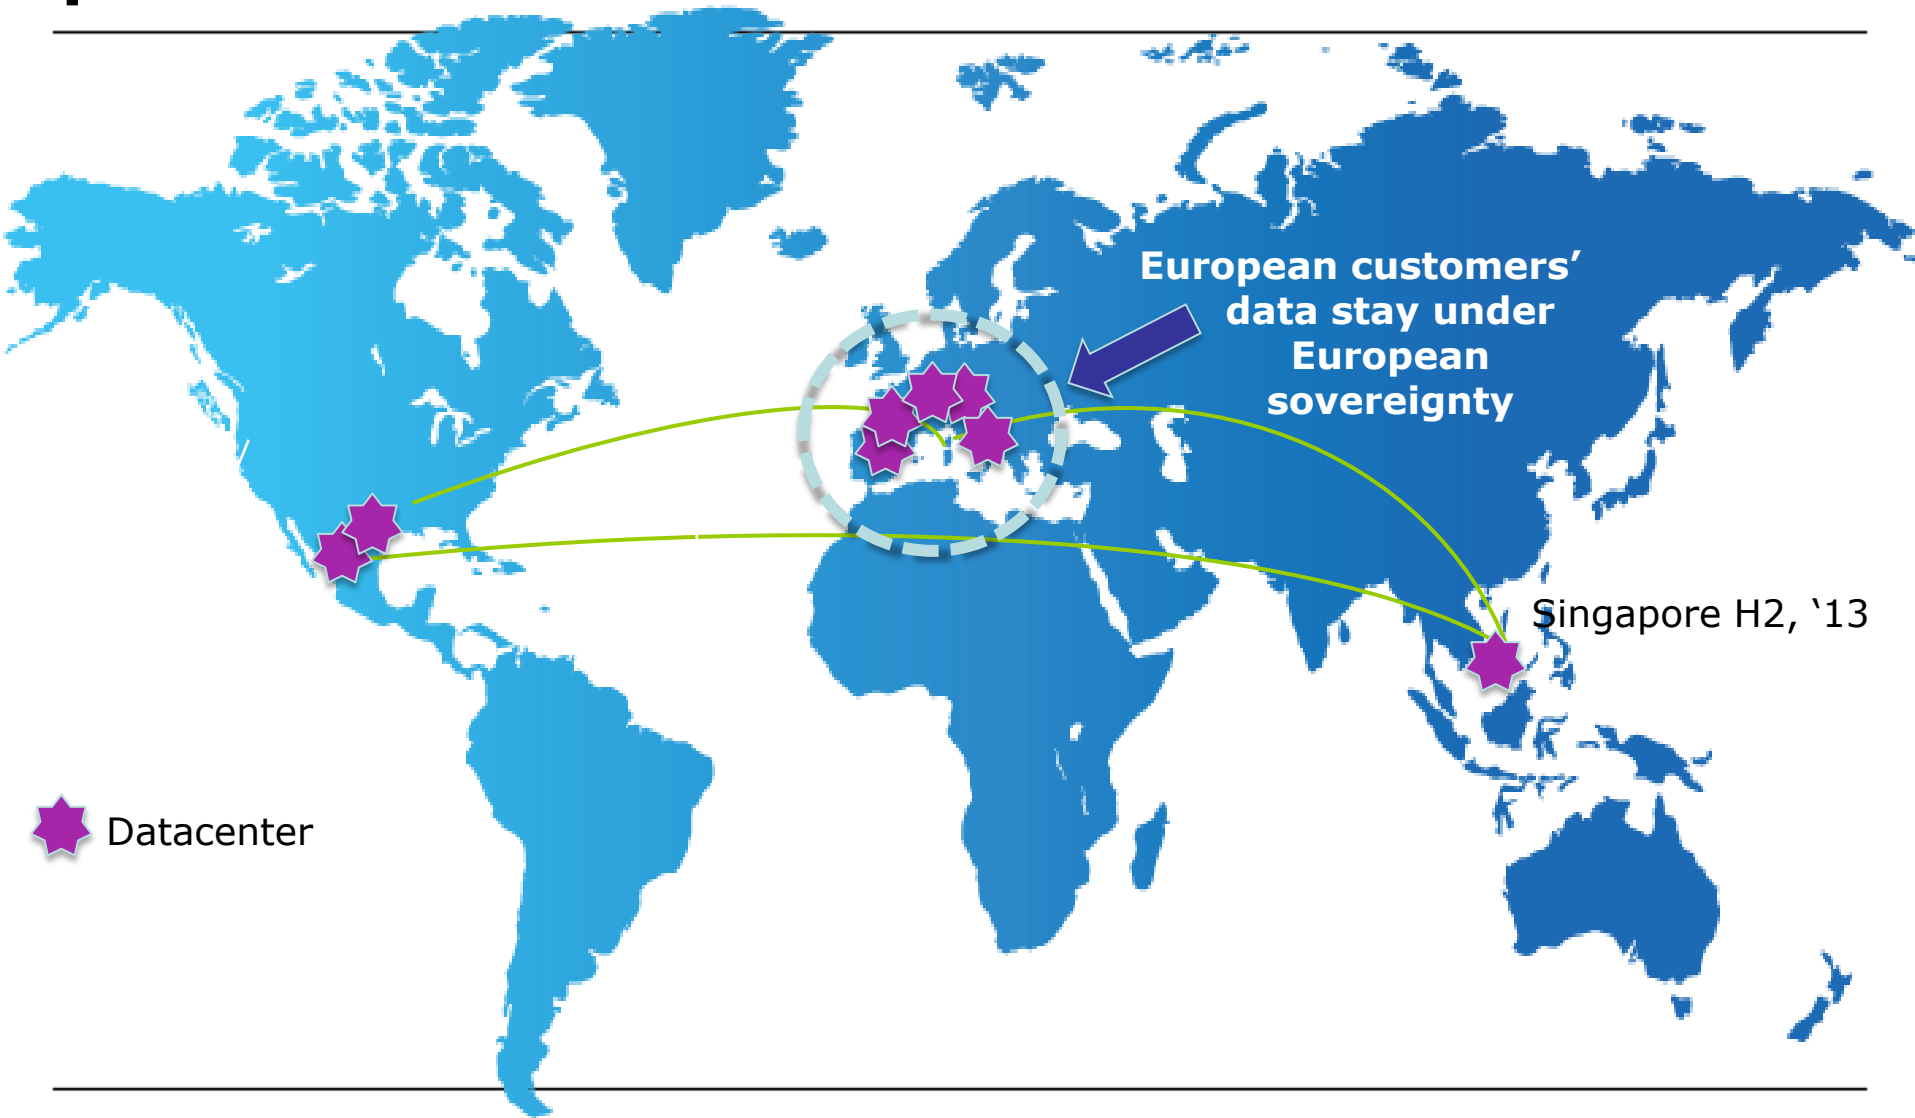 European customers’
data stay under
European
sovereignty
Singapore H2, ‘13
Datacenter